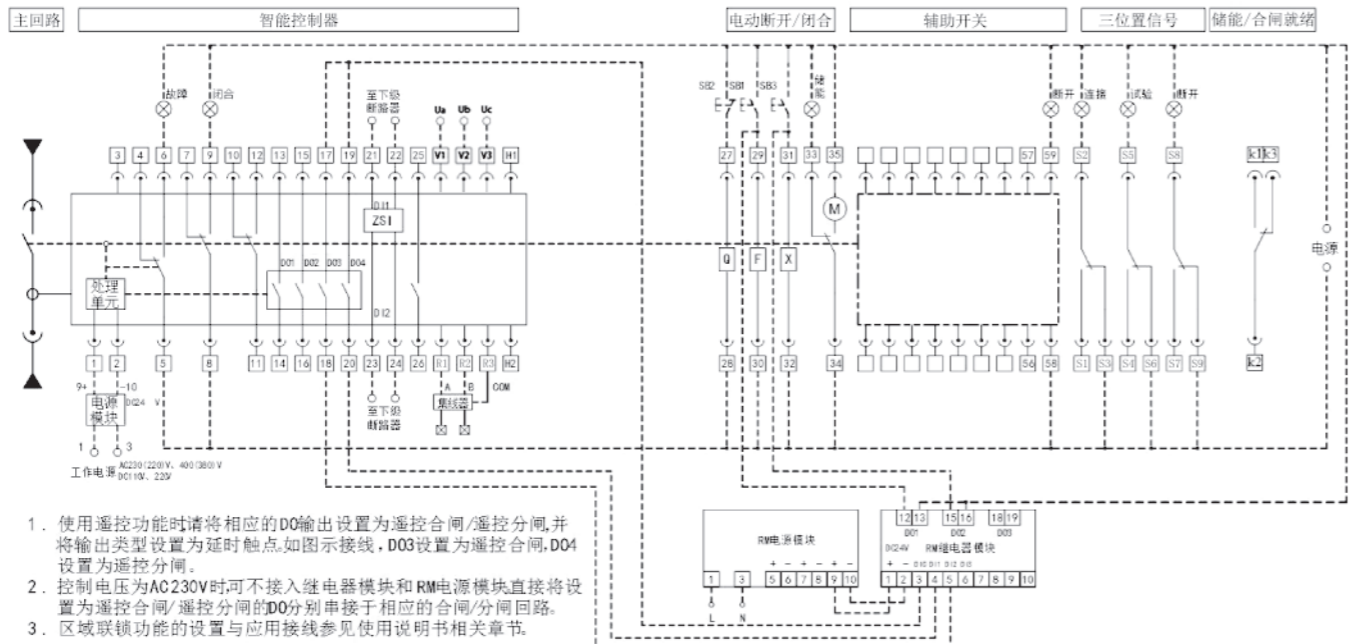 主回路 智能控制器 电动断开/闭合 辅助开关 三位置信号 储能/合闸就绪
SB2 SB1 SB3 储能
故障 闭合 至下级断路器 Ua Ub Uc 断开 连接 试验 断开
3 4 6 7 9 10 12 13 15 17 19 21 22 25 V1 V2 V3 H1 27 29 31 33 35 57 59 S2 S5 S8 k1 k3
DI1
ZSI M
Q F X 电源
DO1 DO2 DO3 DO4
处理单元
DI2
1 2 5 8 11 14 16 18 20 23 24 26 R1 R2 R3 H2 28 30 32 34 56 58 S1 S3 S4 S6 S7 S9 k2
9+ -10 A B COM
电源模块 DC24 V 集线器
至下级断路器
1 3
工作电源 AC230(220)V、400(380)V
DC110V、220V
12 13 15 16 18 19
DO1 DO2 DO3
RM电源模块 DC24V RM继电器模块
+ - + - + - + - DI0 DI1 DI2 DI3
1 3 5 6 7 8 9 10 1 2 3 4 5 6 7 8 9 10
L N
1. 使用遥控功能时请将相应的DO输出设置为遥控合闸/遥控分闸,并
将输出类型设置为延时触点。如图示接线,DO3设置为遥控合闸,DO4
设置为遥控分闸。
2. 控制电压为AC230V时,可不接入继电器模块和RM电源模块,直接将设
置为遥控合闸/遥控分闸的DO分别串接于相应的合闸/分闸回路。
3. 区域联锁功能的设置与应用接线参见使用说明书相关章节。